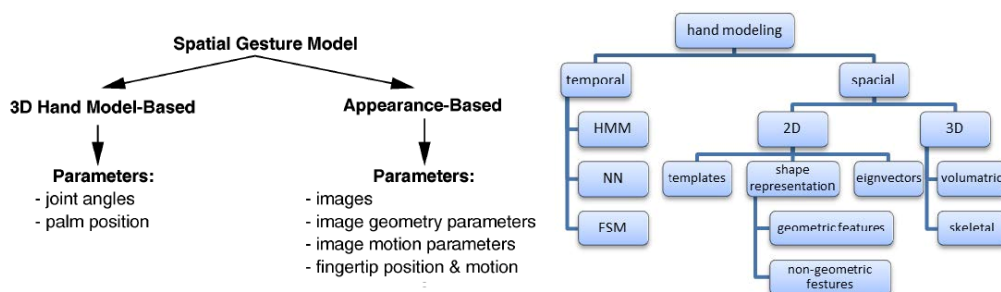 Spatial Gesture Model
3D Hand Model-Based
Appearance-Based
Parameters:
- joint angles
- palm position
Parameters:
- images
- image geometry parameters
- image motion parameters
- fingertip position & motion
hand modeling
temporal
spacial
HMM
NN
FSM
2D
3D
templates
shape
representation
eignvectors
geometric features
non-geometric
festures
volumatric
skeletal